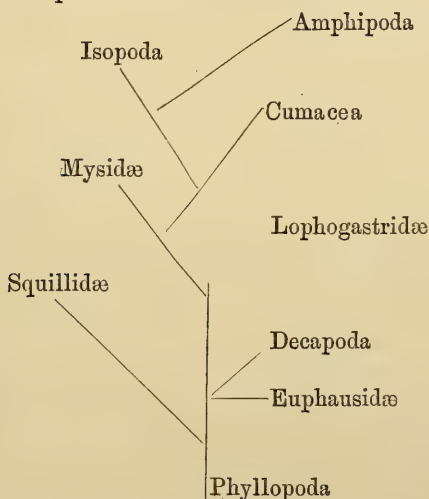 Amphipoda
Isopoda
Cumacea
Mysidæ
Lophogastridæ
Squillidæ
Decapoda
Euphausidæ
Phyllopoda